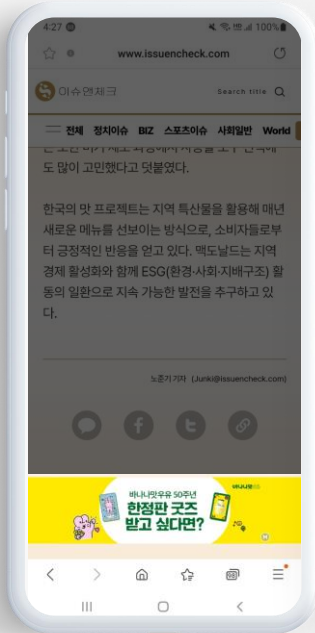 4:27
100%
www.issuencheck.com
이슈앤체크
Search title
전체 정치이슈 BIZ 스포츠이슈 사회일반 World
도 많이 고민했다고 덧붙였다.
한국의 맛 프로젝트는 지역 특산물을 활용해 매년
새로운 메뉴를 선보이는 방식으로, 소비자들로부
터 긍정적인 반응을 얻고 있다. 맥도날드는 지역
경제 활성화와 함께 ESG(환경·사회·지배구조) 활
동의 일환으로 지속 가능한 발전을 추구하고 있
다.
노준기 기자 (Junki@issuencheck.com)
바나나맛우유 50주년
한정판 굿즈
받고 싶다면?